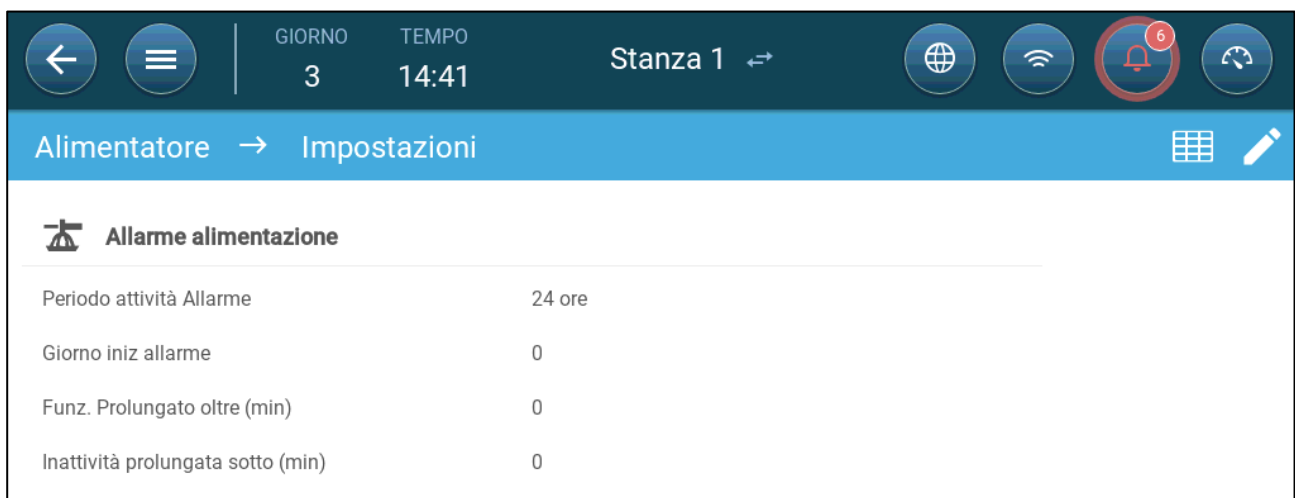 GIORNO TEMPO
3 14:41 Stanza 1 6
Alimentatore → Impostazioni
Allarme alimentazione
Periodo attività Allarme 24 ore
Giorno iniz allarme 0
Funz. Prolungato oltre (min) 0
Inattività prolungata sotto (min) 0